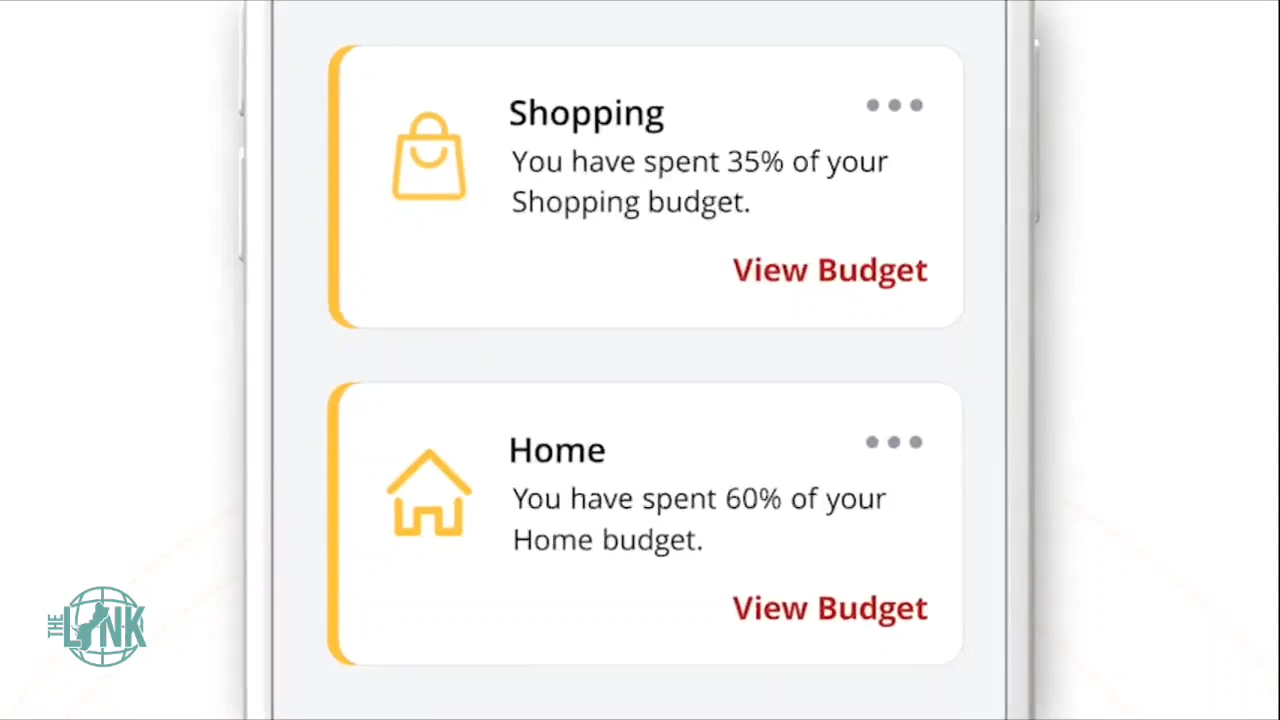 Shopping
You have spent 35% of your
Shopping budget.
View Budget
Home
You have spent 60% of your
Home budget.
View Budget
THE LINK